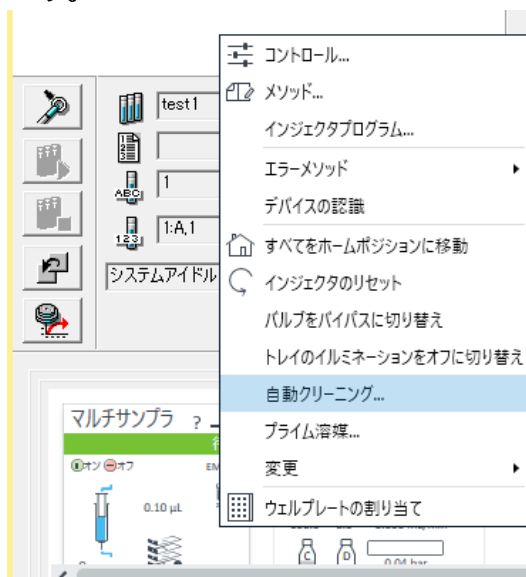 コントロール...
メソッド...
インジェクタプログラム...
エラーメソッド
デバイスの認識
すべてをホームポジションに移動
インジェクタのリセット
バルブをバイパスに切り替え
トレイのイルミネーションをオフに切り替え
自動クリーニング...
プライム溶媒...
変更
ウェルプレートの割り当て
test1
ABC
1
123
1:A,1
システムアイドル
マルチサンプラ ?
オン オフ
EM
0.10 µL
C
D
0.04 bar